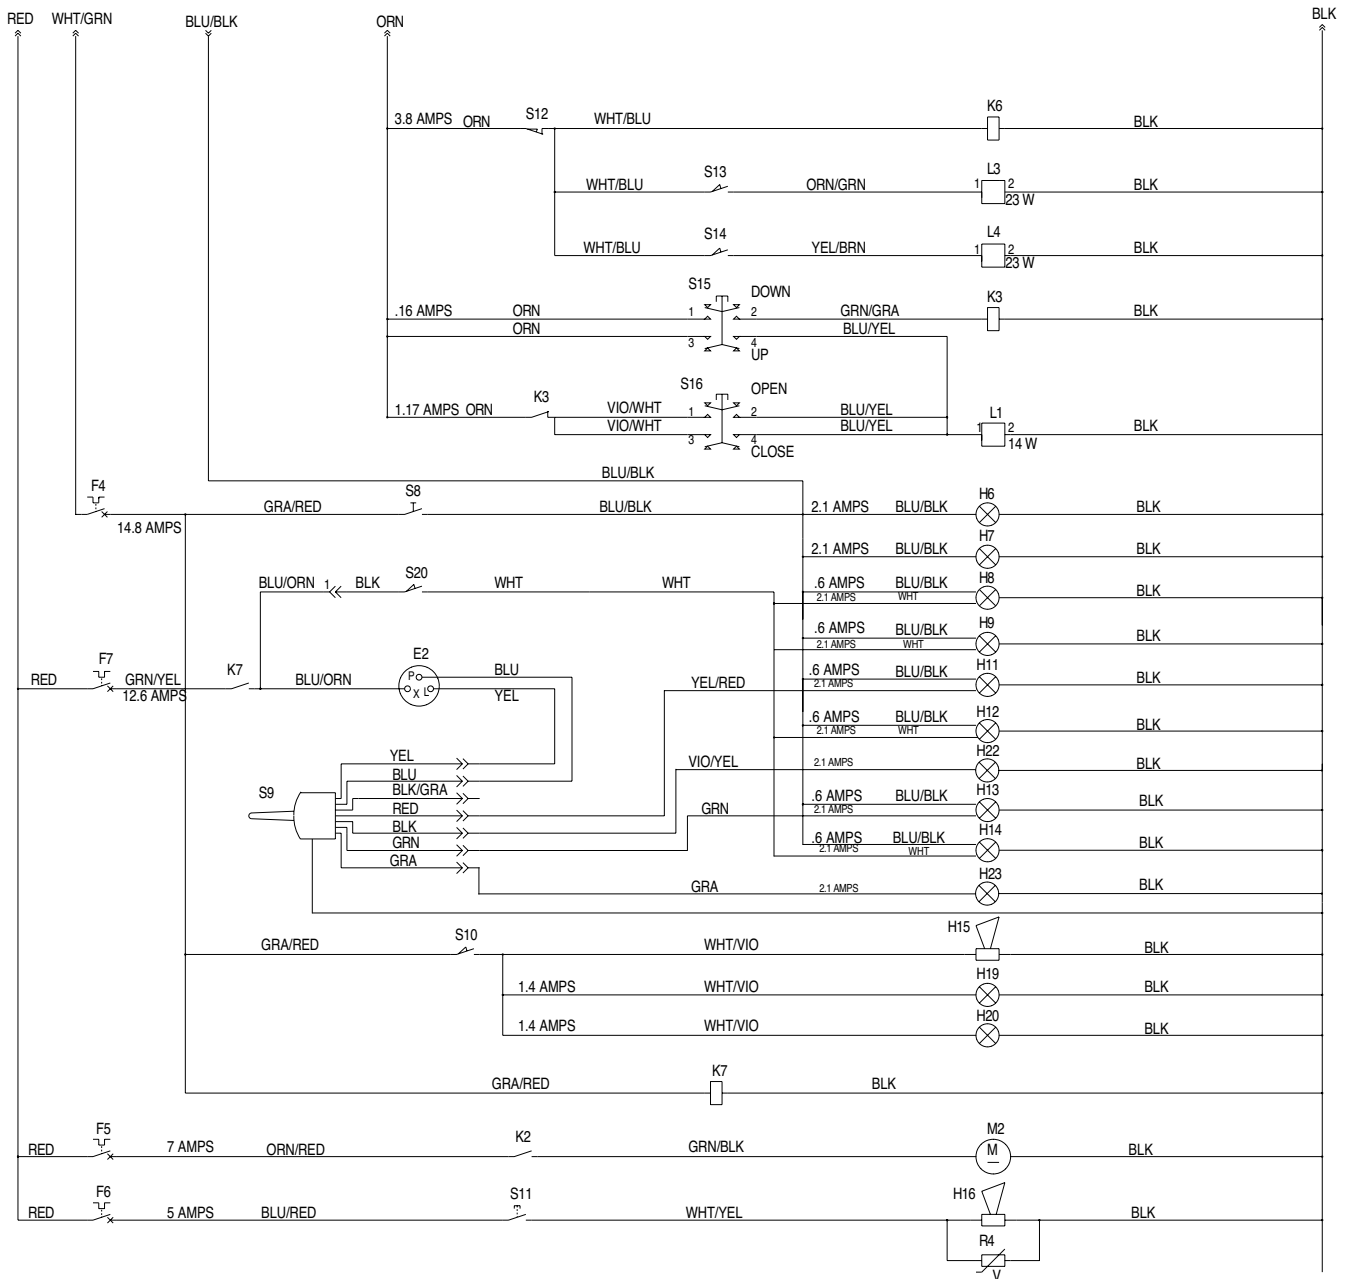 RED WHT/GRN BLU/BLK ORN BLK
3.8 AMPS ORN S12 WHT/BLU K6 BLK
WHT/BLU S13 ORN/GRN 1 L3 2 23 W BLK
WHT/BLU S14 YEL/BRN 1 L4 2 23 W BLK
S15 DOWN K3
.16 AMPS ORN 1 2 GRN/GRA BLK
ORN 3 4 BLU/YEL
UP
S16 OPEN
1.17 AMPS ORN K3 VIO/WHT 1 2 BLU/YEL L1
VIO/WHT 3 4 BLU/YEL 1 2 BLK
CLOSE 14 W
BLU/BLK
F4 S8 H6
GRA/RED BLU/BLK 2.1 AMPS BLU/BLK BLK
14.8 AMPS
H7
2.1 AMPS BLU/BLK BLK
S20 H8
BLU/ORN 1 BLK WHT WHT .6 AMPS BLU/BLK BLK
2.1 AMPS WHT
H9
.6 AMPS BLU/BLK BLK
2.1 AMPS WHT
F7 K7 E2 H11
RED GRN/YEL BLU/ORN P X L BLU .6 AMPS BLU/BLK BLK
12.6 AMPS YEL YEL/RED 2.1 AMPS
H12
.6 AMPS BLU/BLK BLK
2.1 AMPS WHT
H22
YEL VIO/YEL 2.1 AMPS BLK
BLU
S9 BLK/GRA H13
.6 AMPS BLU/BLK BLK
RED GRN 2.1 AMPS
BLK H14
GRN .6 AMPS BLU/BLK BLK
2.1 AMPS WHT
GRA
H23
GRA 2.1 AMPS BLK
S10 H15
GRA/RED WHT/VIO BLK
H19
1.4 AMPS WHT/VIO BLK
H20
1.4 AMPS WHT/VIO BLK
K7
GRA/RED BLK
F5 K2 M2
RED 7 AMPS ORN/RED GRN/BLK M BLK
F6 S11 H16
RED 5 AMPS BLU/RED WHT/YEL BLK
R4
V